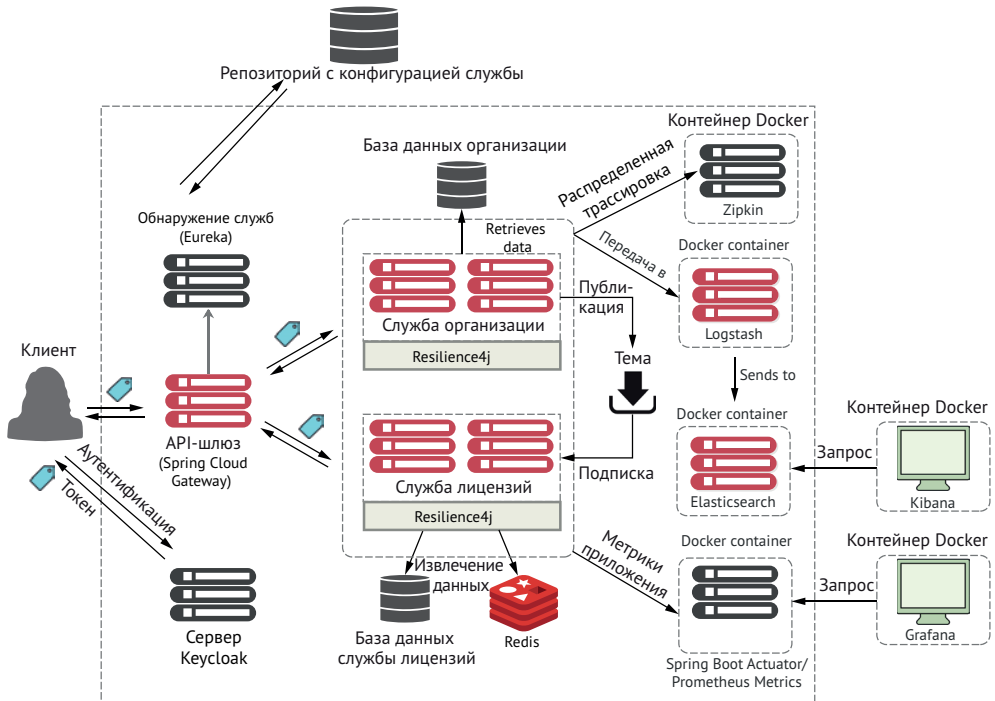 Репозиторий с конфигурацией службы
Контейнер Docker
База данных организации
Распределенная
трассировка
Zipkin
Обнаружение служб
(Eureka)
Retrieves
data
Передача в
Docker container
Служба организации
Resilience4j
Публи-
кация
Logstash
Тема
Sends to
Клиент
API-шлюз
(Spring Cloud
Gateway)
Docker container
Контейнер Docker
Служба лицензий
Resilience4j
Подписка
Elasticsearch
Запрос
Kibana
Аутентификация
Токен
Извлечение
данных
Метрики
приложения
Docker container
Контейнер Docker
Запрос
Grafana
Сервер
Keycloak
База данных
службы лицензий
Redis
Spring Boot Actuator/
Prometheus Metrics